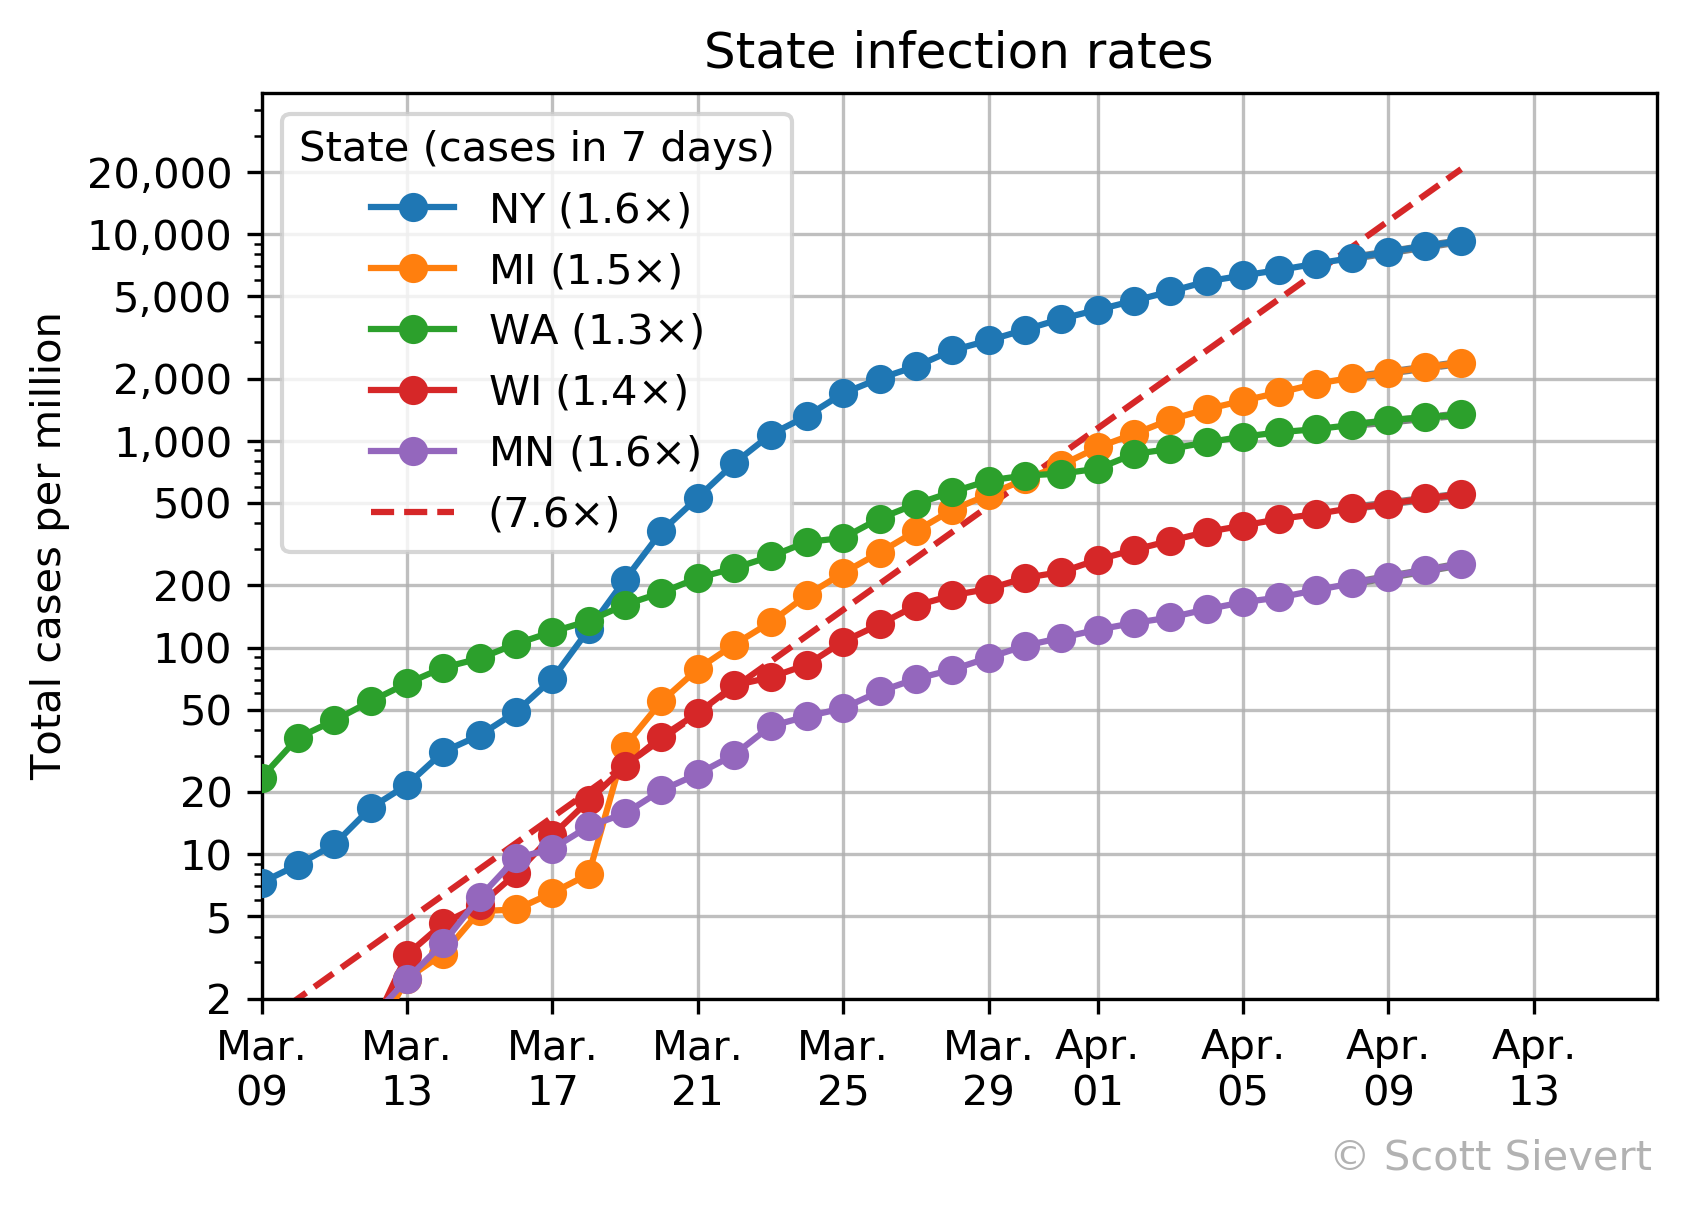 State infection rates
State (cases in 7 days)
NY (1.6×)
MI (1.5×)
WA (1.3×)
WI (1.4×)
MN (1.6×)
(7.6×)
Total cases per million
20,000
10,000
5,000
2,000
1,000
500
200
100
50
20
10
5
2
Mar. Mar. Mar. Mar. Mar. Mar. Apr. Apr. Apr. Apr.
09 13 17 21 25 29 01 05 09 13
© Scott Sievert